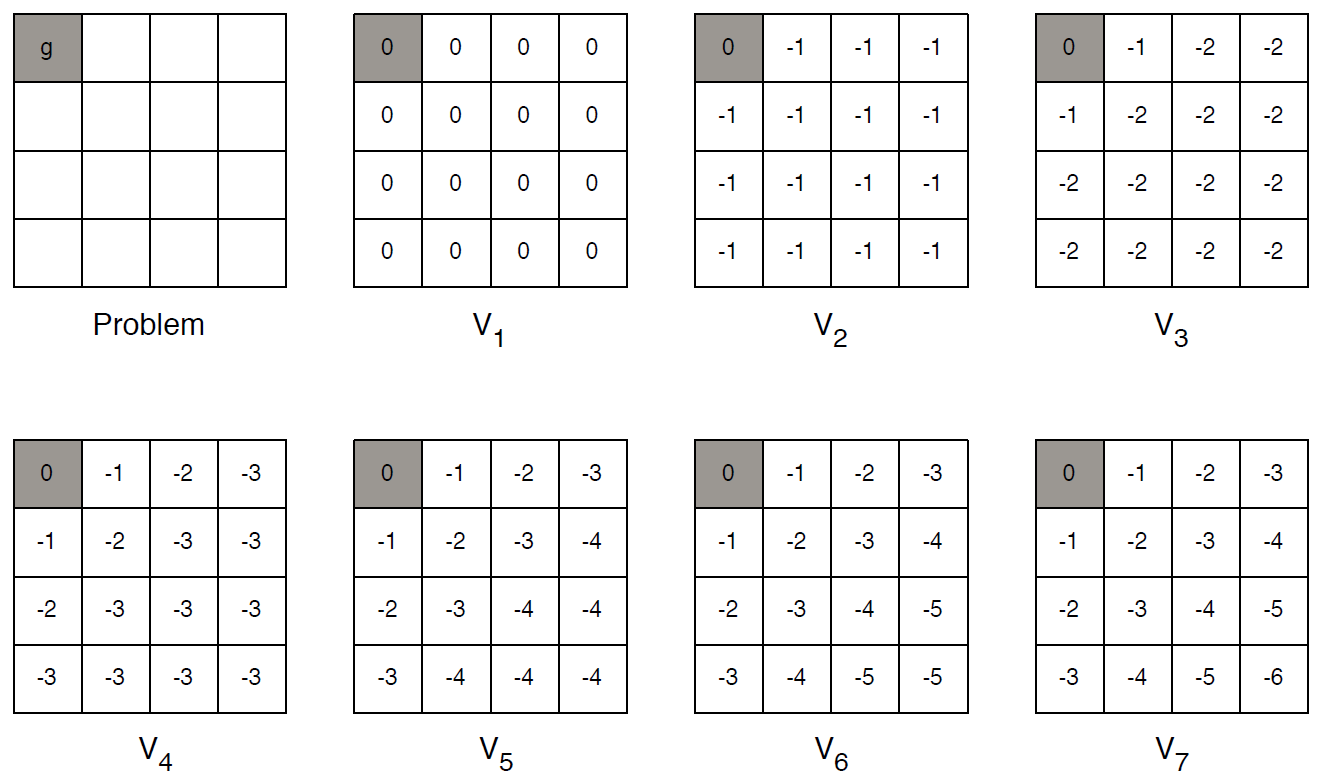 g 0 0 0 0 0 -1 -1 -1 0 -1 -2 -2
0 0 0 0 -1 -1 -1 -1 -1 -2 -2 -2
0 0 0 0 -1 -1 -1 -1 -2 -2 -2 -2
0 0 0 0 -1 -1 -1 -1 -2 -2 -2 -2
Problem V1 V2 V3
0 -1 -2 -3 0 -1 -2 -3 0 -1 -2 -3 0 -1 -2 -3
-1 -2 -3 -3 -1 -2 -3 -4 -1 -2 -3 -4 -1 -2 -3 -4
-2 -3 -3 -3 -2 -3 -4 -4 -2 -3 -4 -5 -2 -3 -4 -5
-3 -3 -3 -3 -3 -4 -4 -4 -3 -4 -5 -5 -3 -4 -5 -6
V4 V5 V6 V7